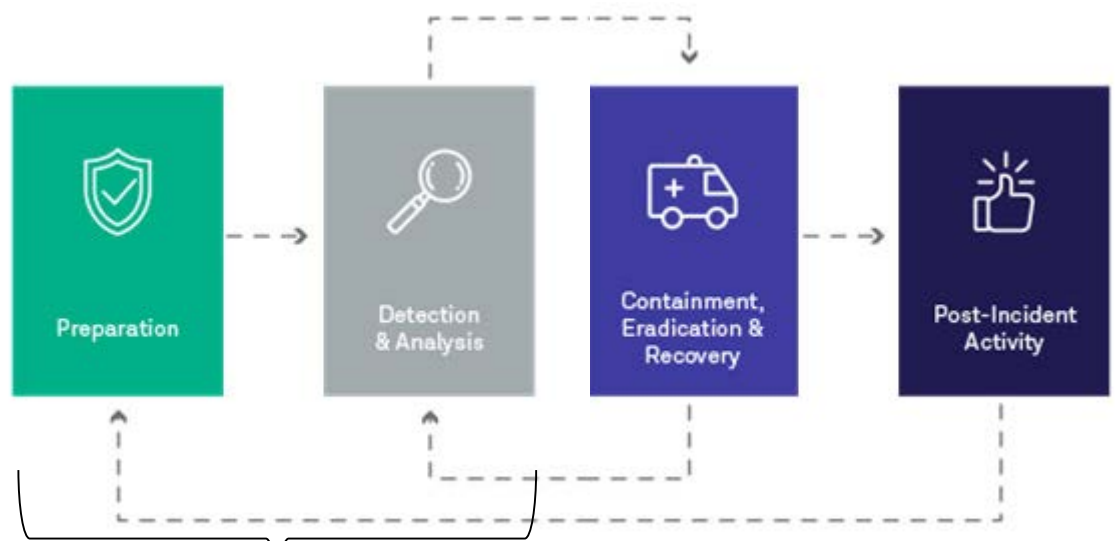 Preparation
Detection
& Analysis
Containment,
Eradication &
Recovery
Post-Incident
Activity